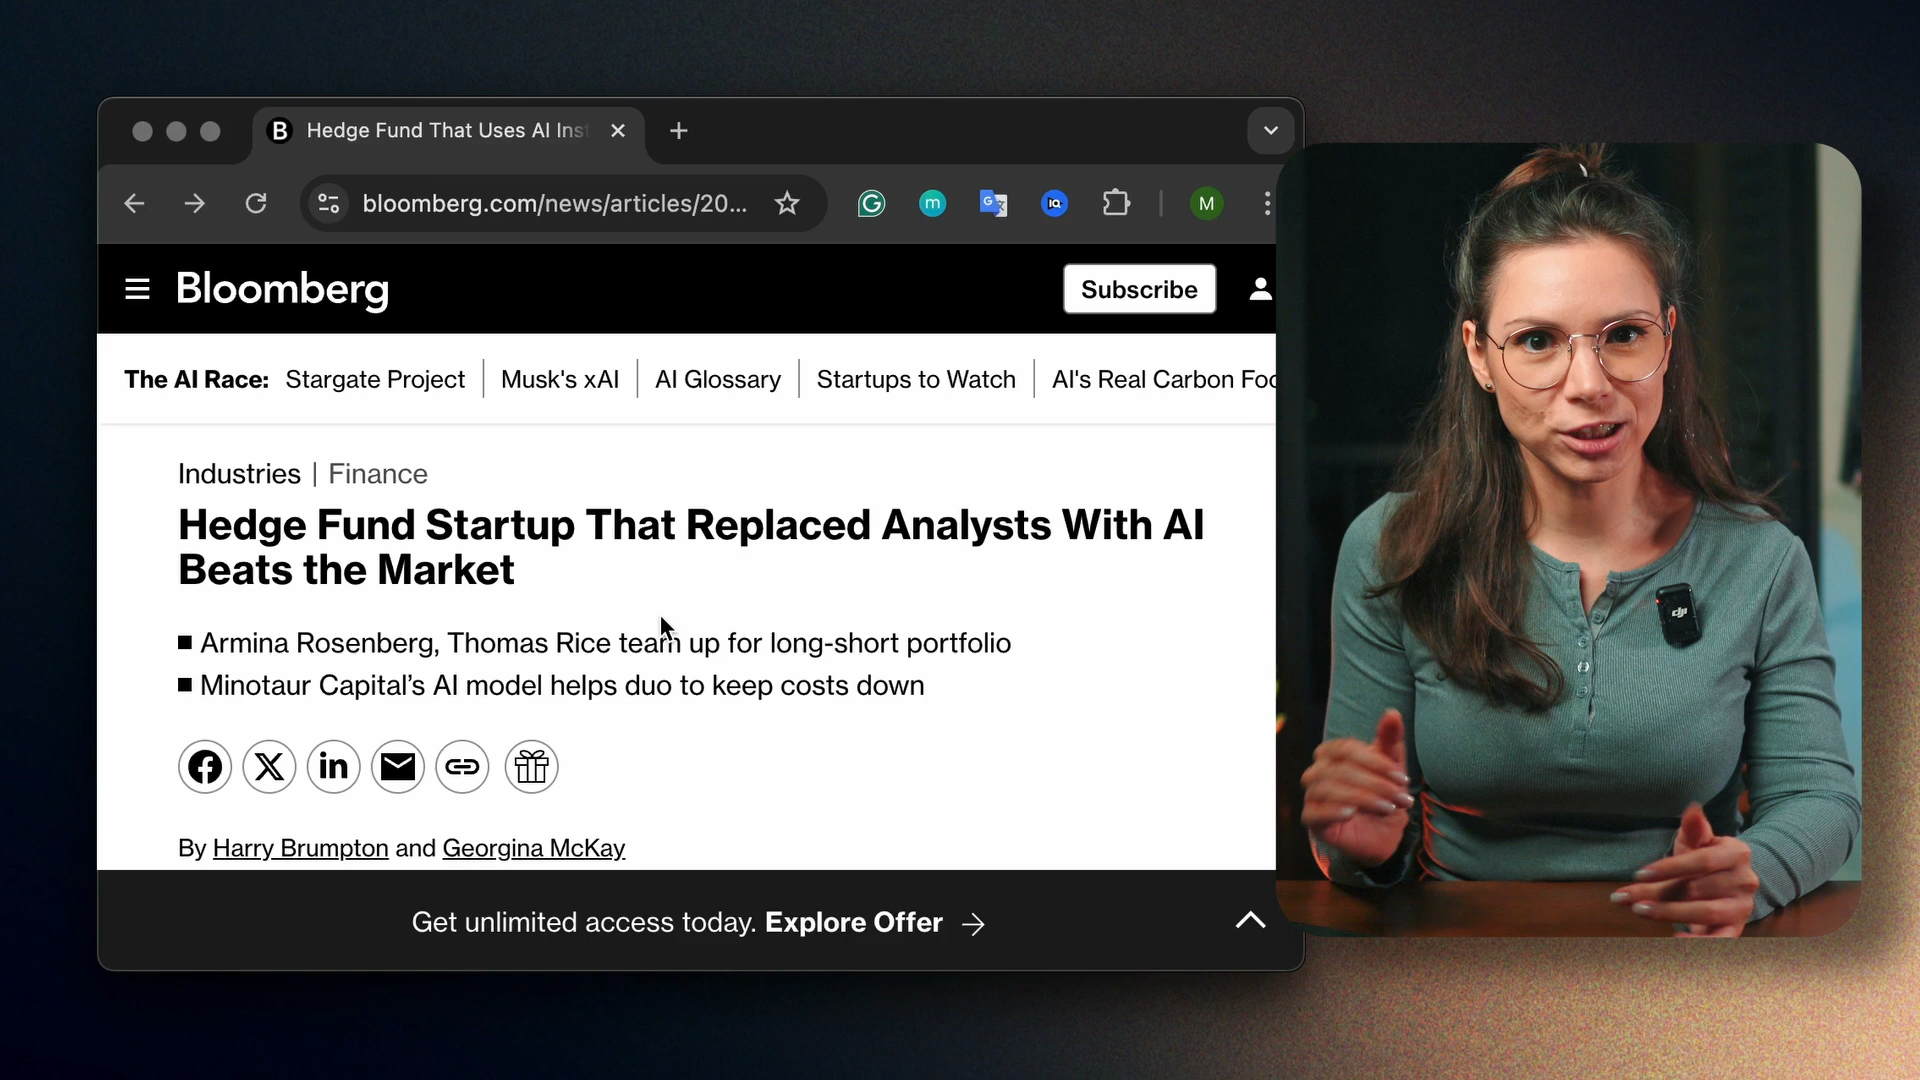 B Hedge Fund That Uses AI Ins
bloomberg.com/news/articles/20...
G m G IQ M
Bloomberg
Subscribe
The AI Race: Stargate Project | Musk's xAI | AI Glossary | Startups to Watch | AI's Real Carbon Foo
Industries | Finance
Hedge Fund Startup That Replaced Analysts With AI
Beats the Market
Armina Rosenberg, Thomas Rice team up for long-short portfolio
Minotaur Capital’s AI model helps duo to keep costs down
X in
By Harry Brumpton and Georgina McKay
Get unlimited access today. Explore Offer →
dji